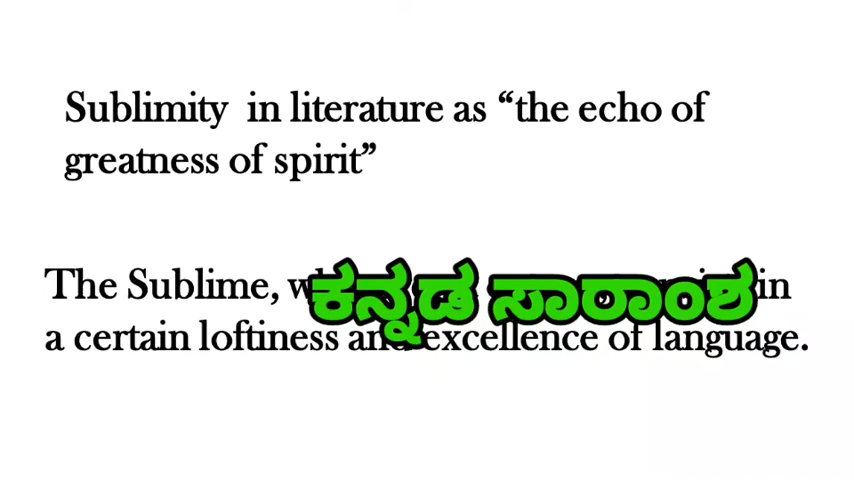 Sublimity in literature as “the echo of
greatness of spirit”
The Sublime, in
ಕನ್ನಡ ಸಾರಾಂಶ
a certain loftiness and excellence of language.